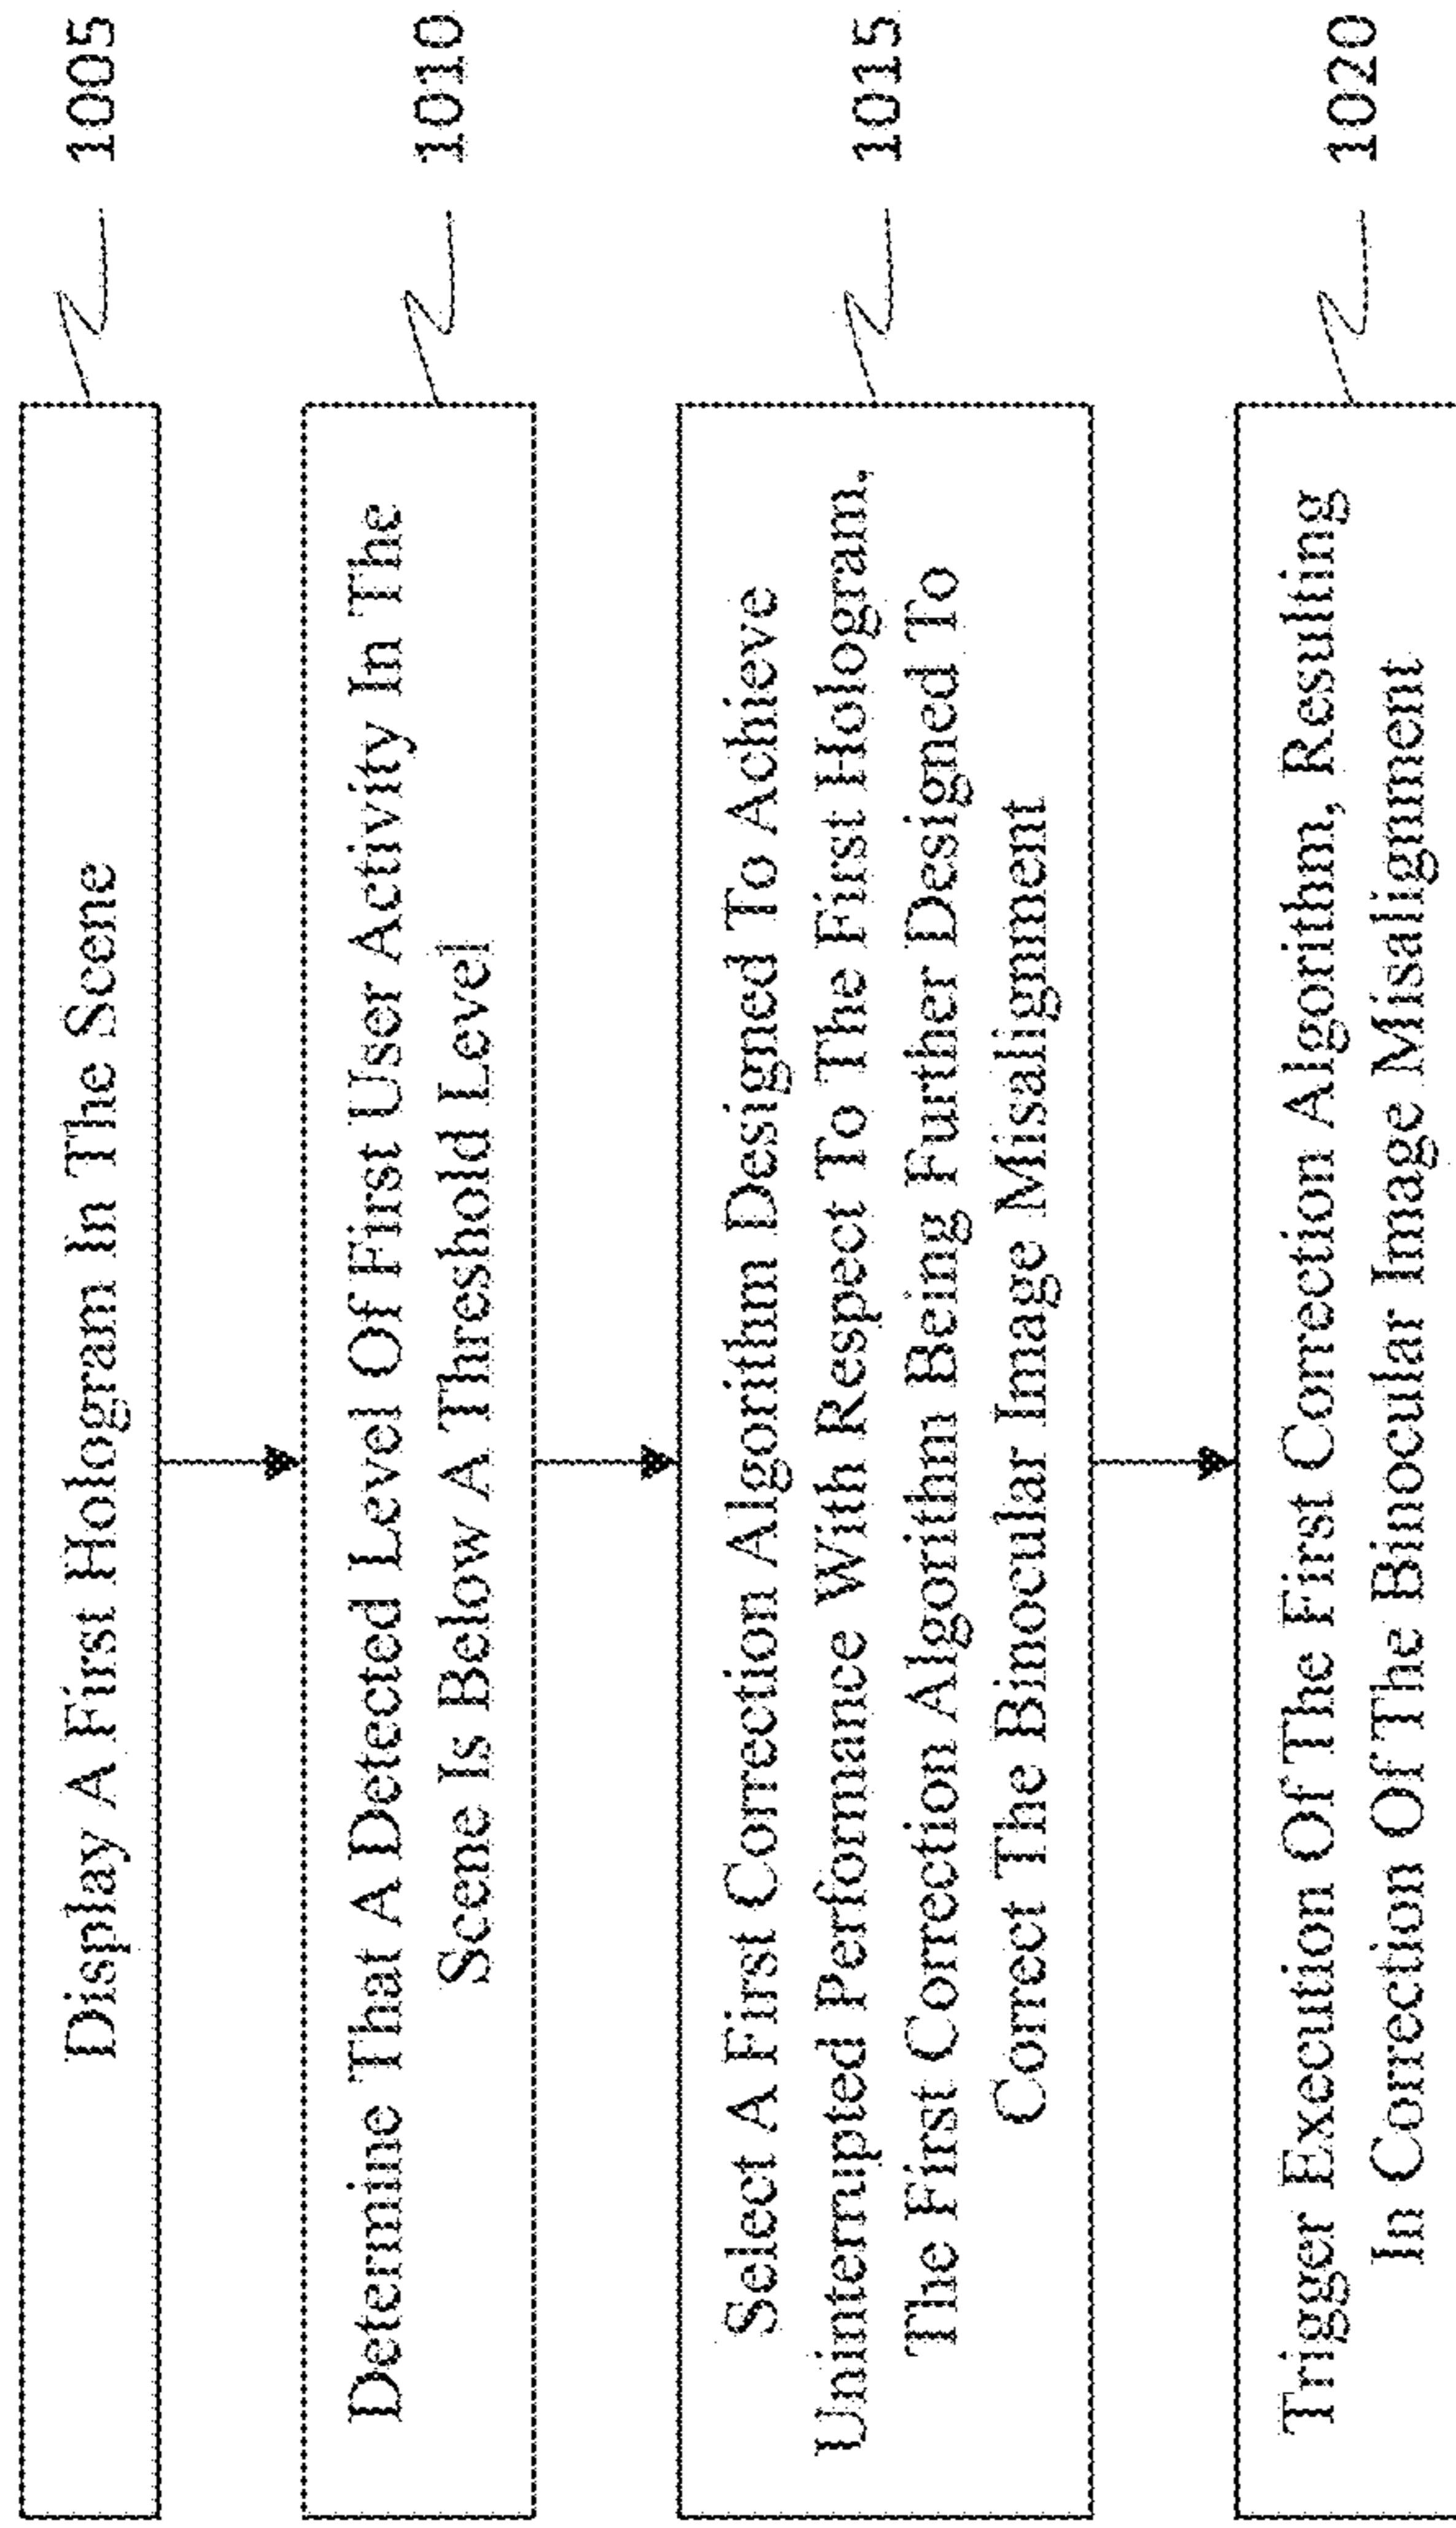 Display A First Hologram In The Scene
1005
Determine That A Detected Level Of First User Activity In The
Scene Is Below A Threshold Level
1010
Select A First Correction Algorithm Designed To Achieve
Uninterrupted Performance With Respect To The First Hologram,
The First Correction Algorithm Being Further Designed To
Correct The Binocular Image Misalignment
1015
Trigger Execution Of The First Correction Algorithm, Resulting
In Correction Of The Binocular Image Misalignment
1020